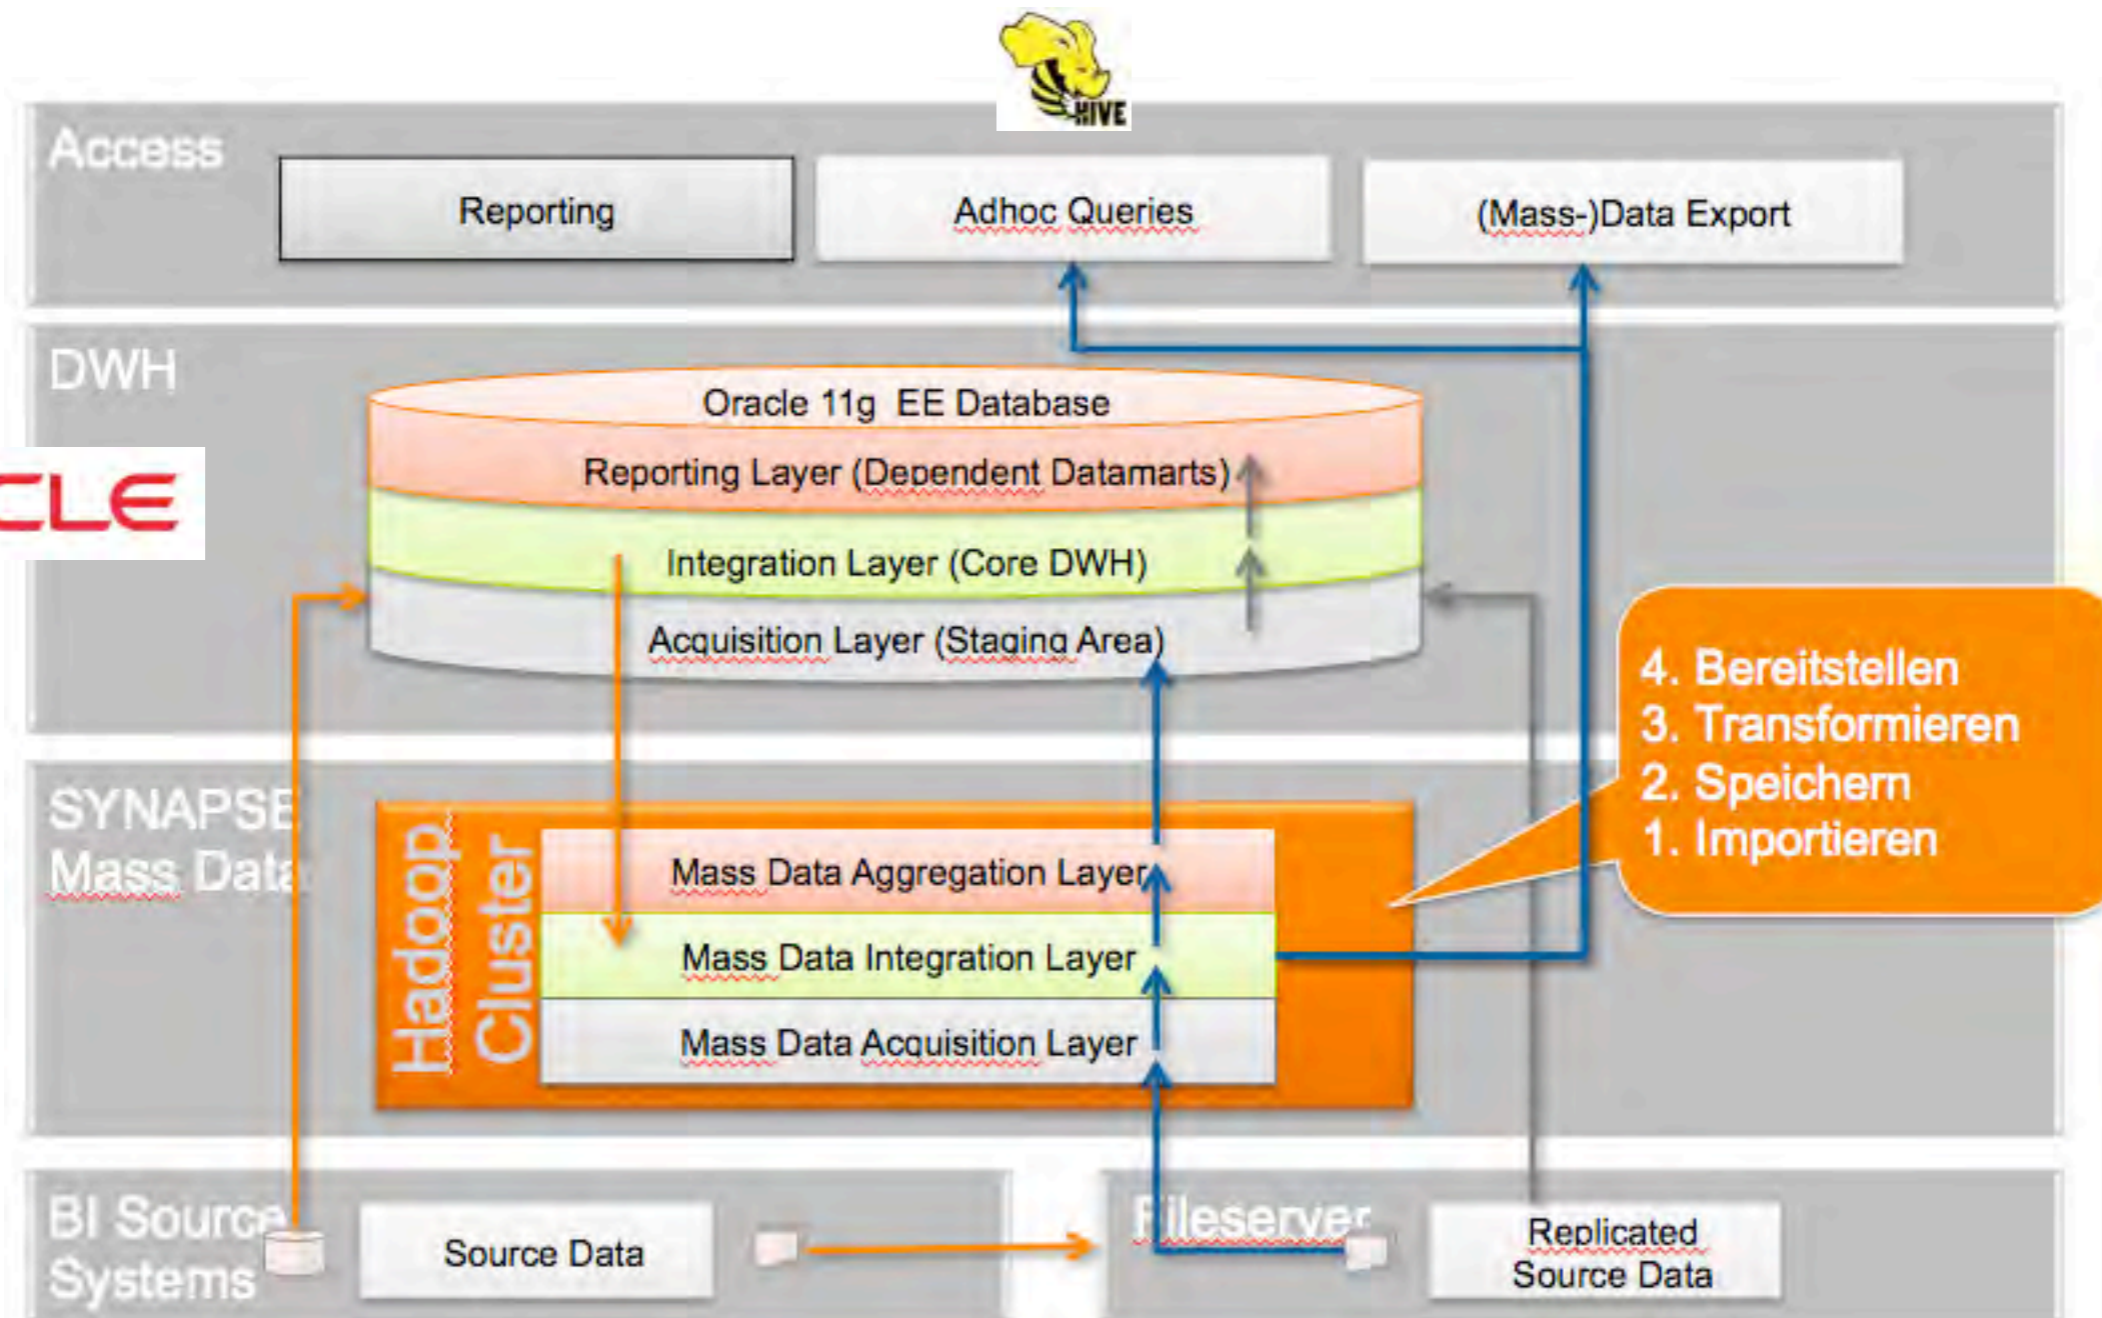 HIVE
Access
Reporting
Adhoc Queries
(Mass-)Data Export
DWH
Oracle 11g EE Database
Reporting Layer (Dependent Datamarts)
CLE
Integration Layer (Core DWH)
Acquisition Layer (Staging Area)
4. Bereitstellen
3. Transformieren
2. Speichern
1. Importieren
SYNAPSE
Mass Data
Hadoop
Cluster
Mass Data Aggregation Layer
Mass Data Integration Layer
Mass Data Acquisition Layer
BI Source
Systems
Source Data
Fileserver
Replicated
Source Data